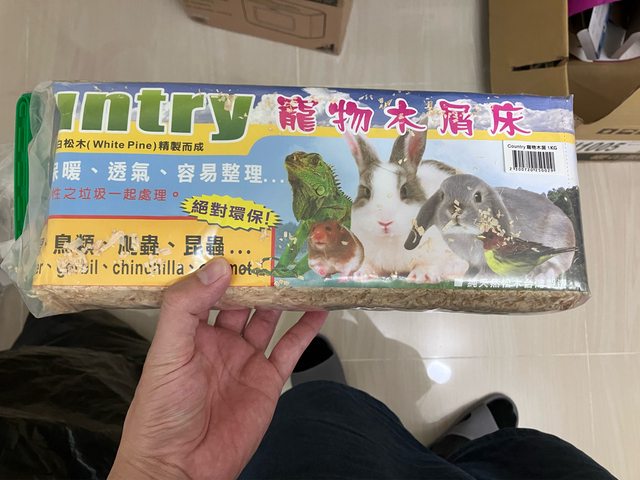 untry 寵物木屑床
白松木(White Pine)精製而成
保暖、透氣、容易整理...
性之垃圾一起處理。
絕對環保!
鳥類、爬蟲、昆蟲...
gerbil、chinchilla、
Country 寵物木屑 1KG